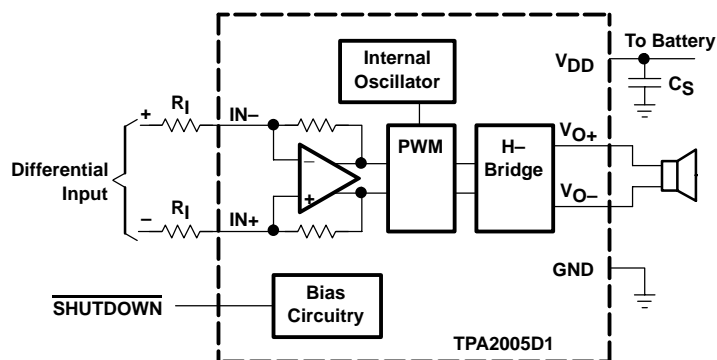 To Battery
Internal
Oscillator
VDD
CS
+
RI
IN–
Differential
Input
–
+
PWM
H–
Bridge
VO+
VO–
–
RI
IN+
GND
SHUTDOWN
Bias
Circuitry
TPA2005D1